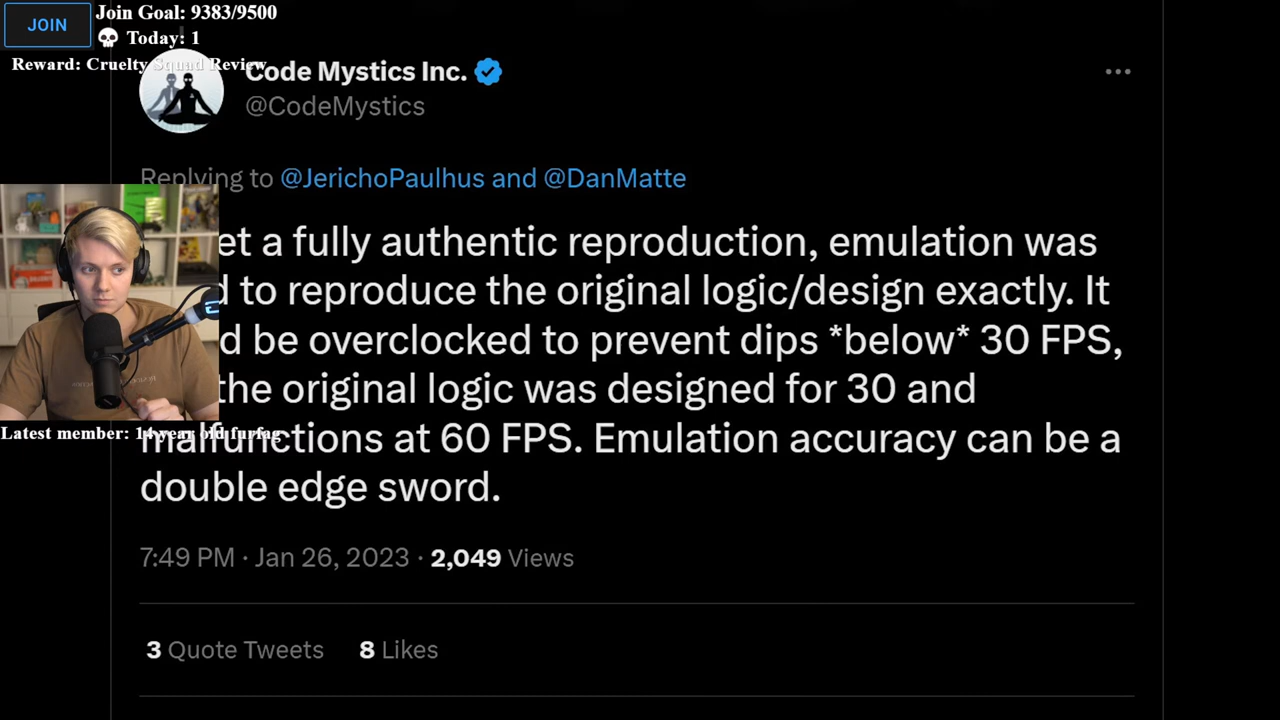 JOIN
Join Goal: 9383/9500
Today: 1
Reward: Cruelty Squad Review
Code Mystics Inc.
@CodeMystics
Replying to @JerichoPaulhus and @DanMatte
et a fully authentic reproduction, emulation was
d to reproduce the original logic/design exactly. It
d be overclocked to prevent dips *below* 30 FPS,
the original logic was designed for 30 and
malfunctions at 60 FPS. Emulation accuracy can be a
double edge sword.
Latest member: 14 year old furfag
7:49 PM · Jan 26, 2023 · 2,049 Views
3 Quote Tweets 8 Likes